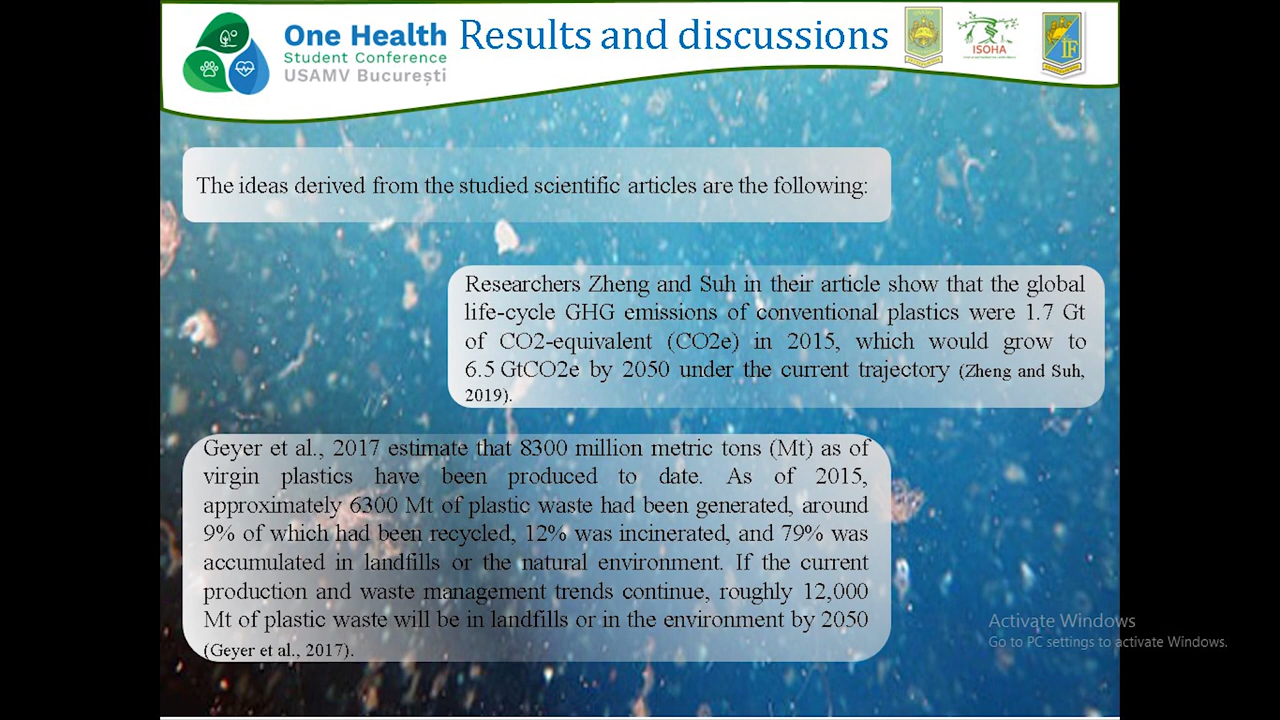 One Health
Student Conference
USAMV București
Results and discussions
ISOHA
IF
The ideas derived from the studied scientific articles are the following:
Researchers Zheng and Suh in their article show that the global
life-cycle GHG emissions of conventional plastics were 1.7 Gt
of CO2-equivalent (CO2e) in 2015, which would grow to
6.5 GtCO2e by 2050 under the current trajectory (Zheng and Suh,
2019).
Geyer et al., 2017 estimate that 8300 million metric tons (Mt) as of
virgin plastics have been produced to date. As of 2015,
approximately 6300 Mt of plastic waste had been generated, around
9% of which had been recycled, 12% was incinerated, and 79% was
accumulated in landfills or the natural environment. If the current
production and waste management trends continue, roughly 12,000
Mt of plastic waste will be in landfills or in the environment by 2050
(Geyer et al., 2017).
Activate Windows
Go to PC settings to activate Windows.